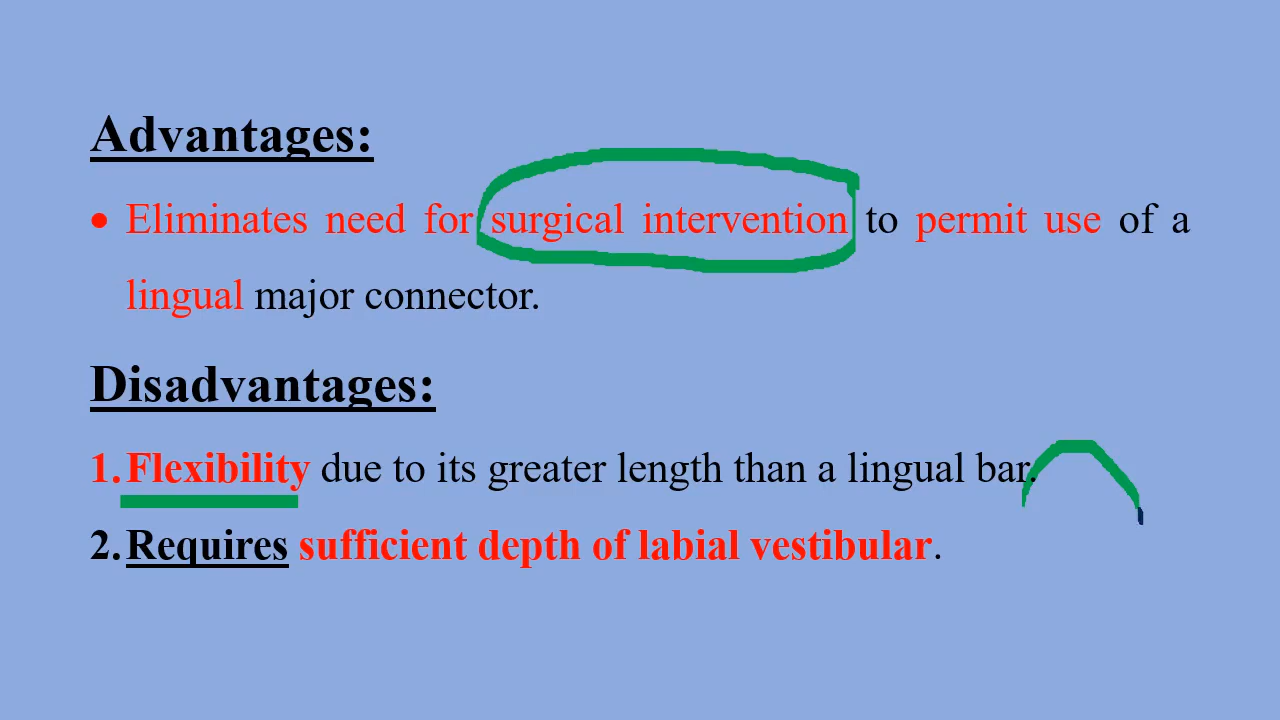 Advantages:
• Eliminates need for surgical intervention to permit use of a
lingual major connector.
Disadvantages:
1. Flexibility due to its greater length than a lingual bar.
2. Requires sufficient depth of labial vestibular.